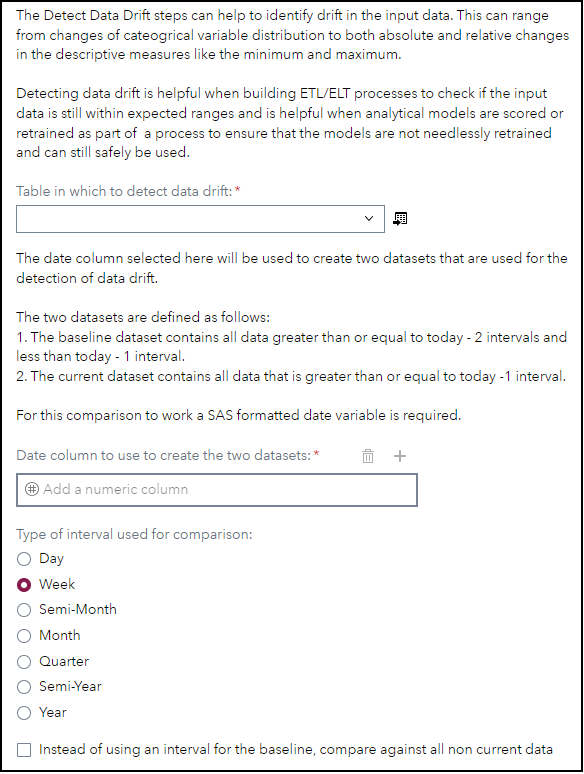 The Detect Data Drift steps can help to identify drift in the input data. This can range
from changes of cateogrical variable distribution to both absolute and relative changes
in the descriptive measures like the minimum and maximum.
Detecting data drift is helpful when building ETL/ELT processes to check if the input
data is still within expected ranges and is helpful when analytical models are scored or
retrained as part of a process to ensure that the models are not needlessly retrained
and can still safely be used.
Table in which to detect data drift: *
The date column selected here will be used to create two datasets that are used for the
detection of data drift.
The two datasets are defined as follows:
1. The baseline dataset contains all data greater than or equal to today - 2 intervals and
less than today - 1 interval.
2. The current dataset contains all data that is greater than or equal to today -1 interval.
For this comparison to work a SAS formatted date variable is required.
Date column to use to create the two datasets: *
Add a numeric column
Type of interval used for comparison:
Day
Week
Semi-Month
Month
Quarter
Semi-Year
Year
Instead of using an interval for the baseline, compare against all non current data